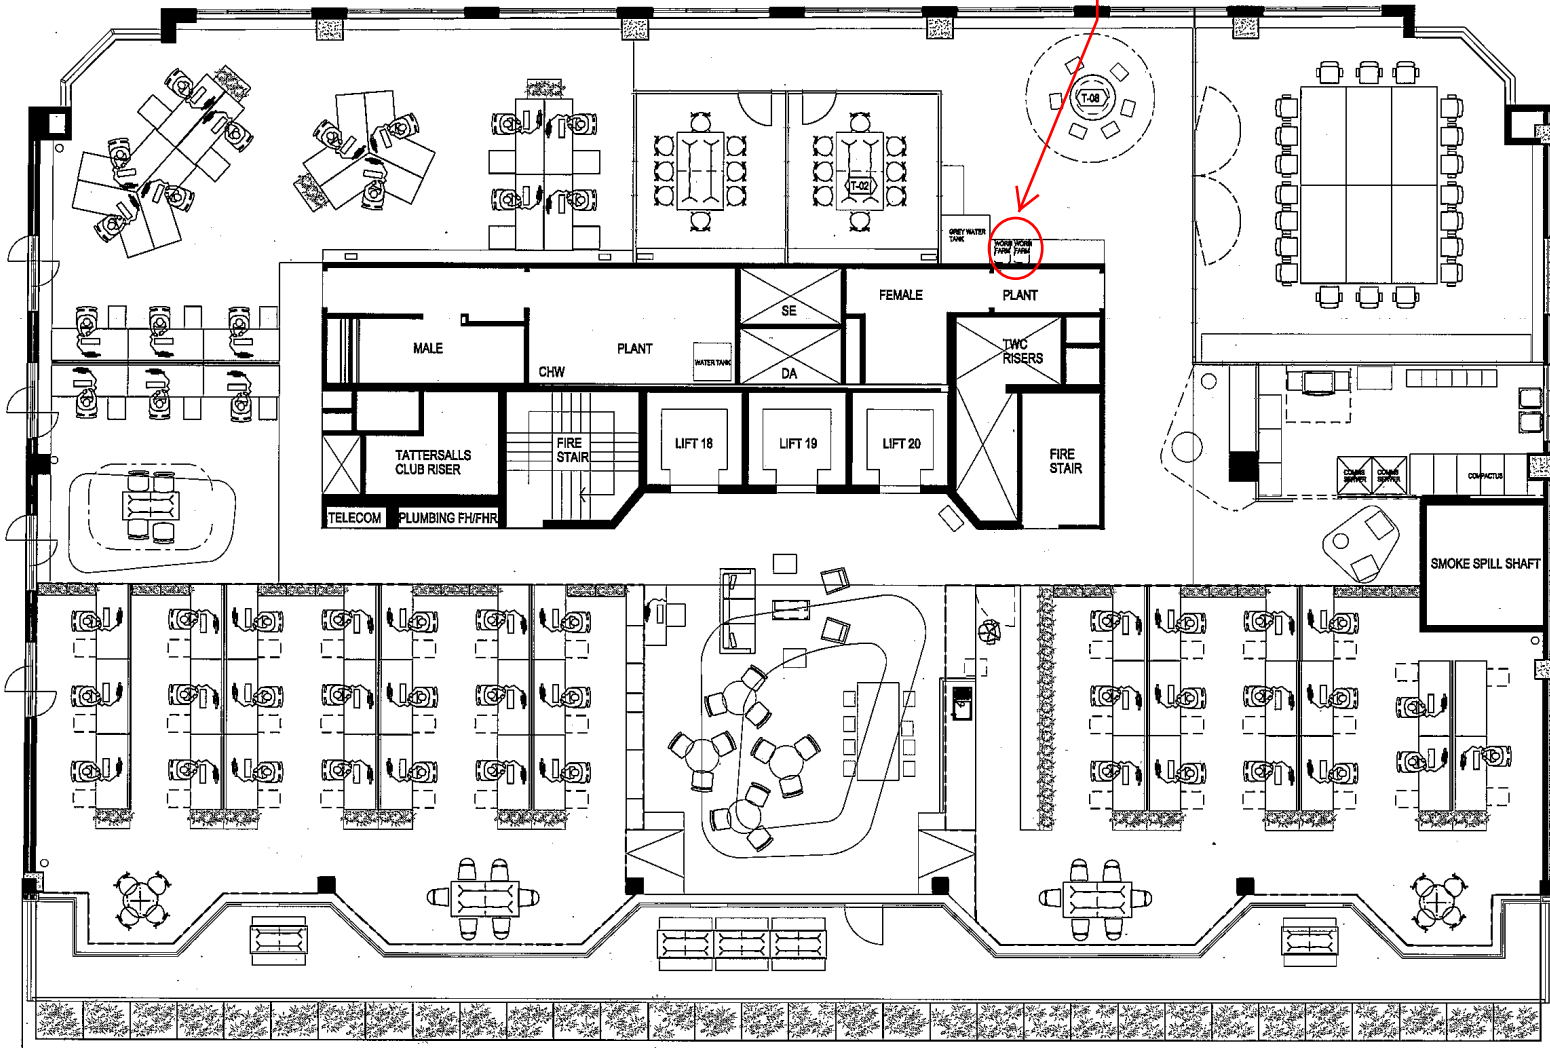 T-08
T-02
GREY WATER
TANK
WORM
FARM
WORM
FARM
SE
FEMALE
PLANT
MALE
PLANT
CHW
WATER TANK
DA
TWC
RISERS
TATTERSALLS
CLUB RISER
FIRE
STAIR
LIFT 18
LIFT 19
LIFT 20
FIRE
STAIR
COMMS
SERVER
COMMS
SERVER
COMPACTUS
TELECOM
PLUMBING FH/FHR
SMOKE SPILL SHAFT